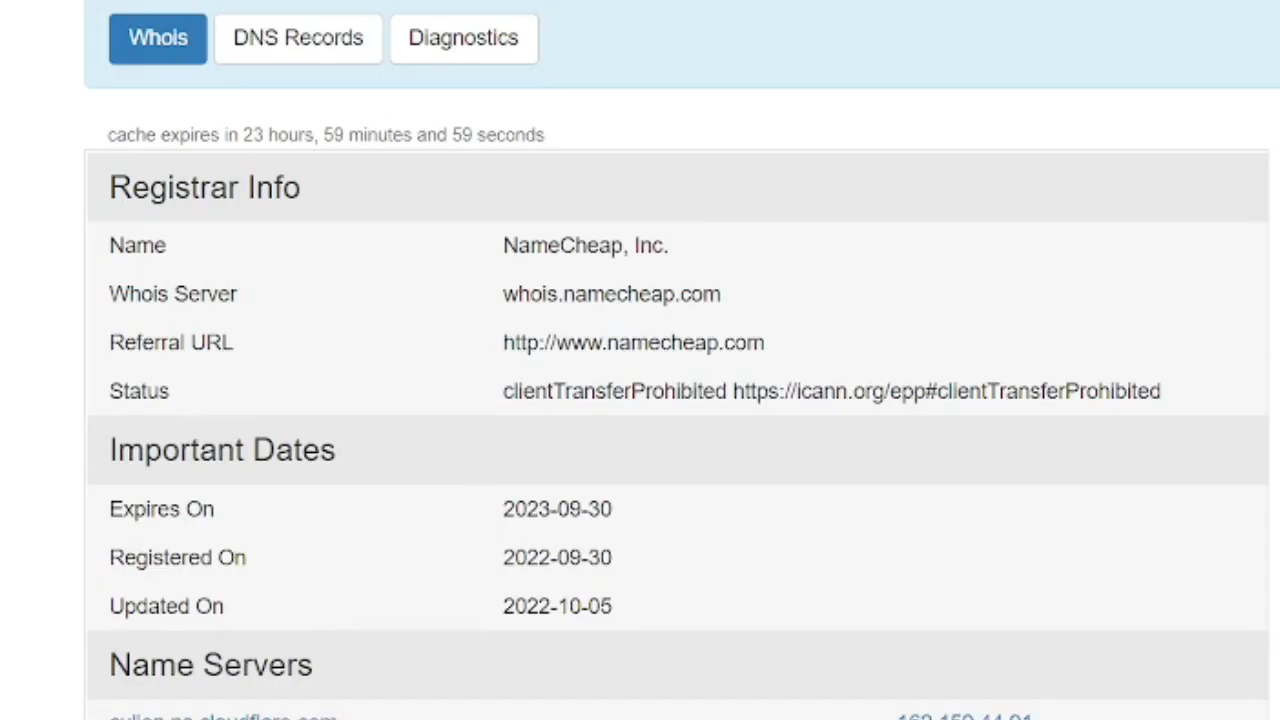 Whois DNS Records Diagnostics
cache expires in 23 hours, 59 minutes and 59 seconds
Registrar Info
Name NameCheap, Inc.
Whois Server whois.namecheap.com
Referral URL http://www.namecheap.com
Status clientTransferProhibited https://icann.org/epp#clientTransferProhibited
Important Dates
Expires On 2023-09-30
Registered On 2022-09-30
Updated On 2022-10-05
Name Servers